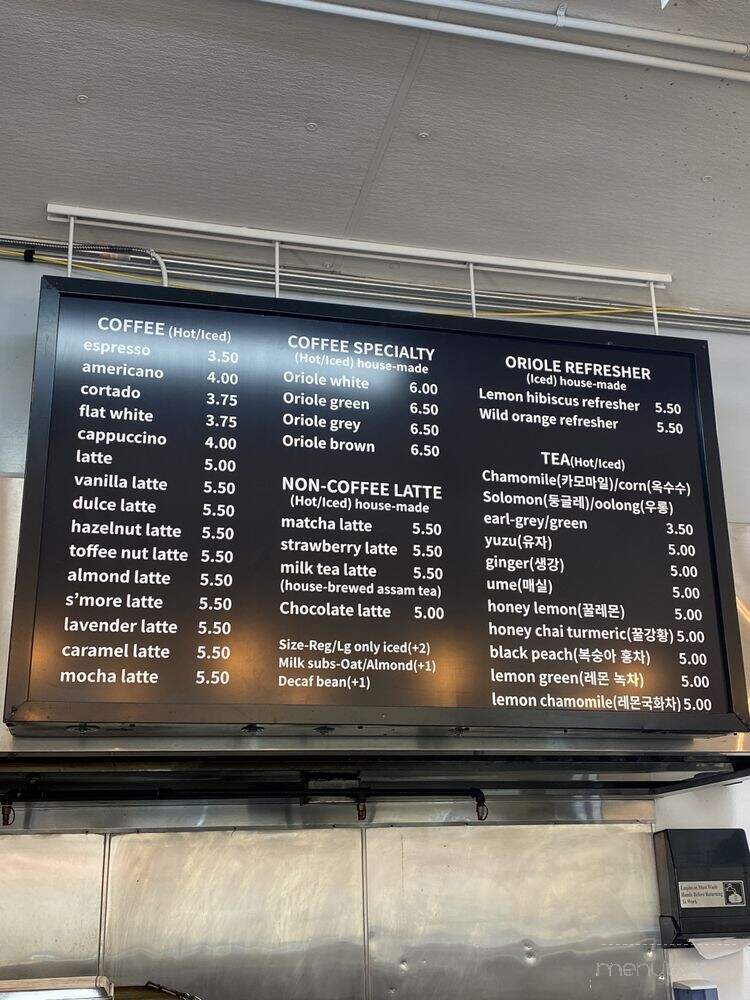 COFFEE (Hot/Iced)
espresso 3.50
americano 4.00
cortado 3.75
flat white 3.75
cappuccino 4.00
latte 5.00
vanilla latte 5.50
dulce latte 5.50
hazelnut latte 5.50
toffee nut latte 5.50
almond latte 5.50
s'more latte 5.50
lavender latte 5.50
caramel latte 5.50
mocha latte 5.50
COFFEE SPECIALTY
(Hot/Iced) house-made
Oriole white 6.00
Oriole green 6.50
Oriole grey 6.50
Oriole brown 6.50
NON-COFFEE LATTE
(Hot/Iced) house-made
matcha latte 5.50
strawberry latte 5.50
milk tea latte 5.50
(house-brewed assam tea)
Chocolate latte 5.00
Size-Reg/Lg only iced(+2)
Milk subs-Oat/Almond(+1)
Decaf bean(+1)
ORIOLE REFRESHER
(Iced) house-made
Lemon hibiscus refresher 5.50
Wild orange refresher 5.50
TEA(Hot/Iced)
Chamomile(카모마일)/corn(옥수수)
Solomon(둥글레)/oolong(우롱)
earl-grey/green 3.50
yuzu(유자) 5.00
ginger(생강) 5.00
ume(매실) 5.00
honey lemon(꿀레몬) 5.00
honey chai turmeric(꿀강황) 5.00
black peach(복숭아 홍차) 5.00
lemon green(레몬 녹차) 5.00
lemon chamomile(레몬국화차) 5.00
Employees Must Wash
Hands Before Returning
To Work